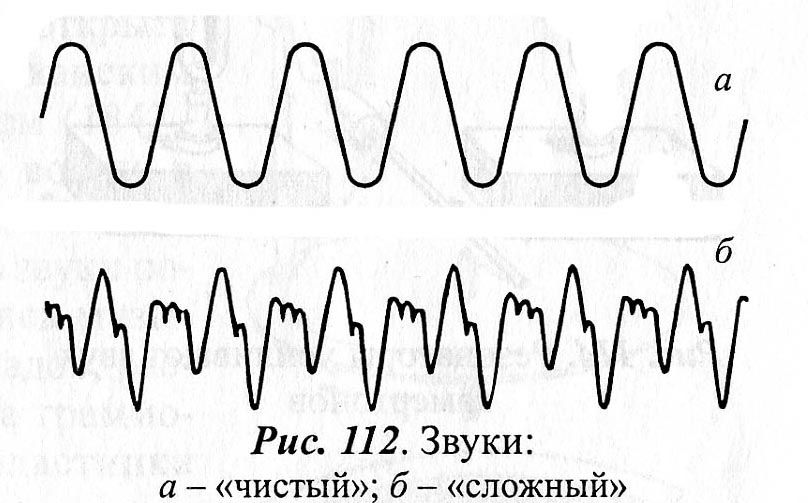 а
б
Рис. 112. Звуки:
а – «чистый»; б – «сложный»